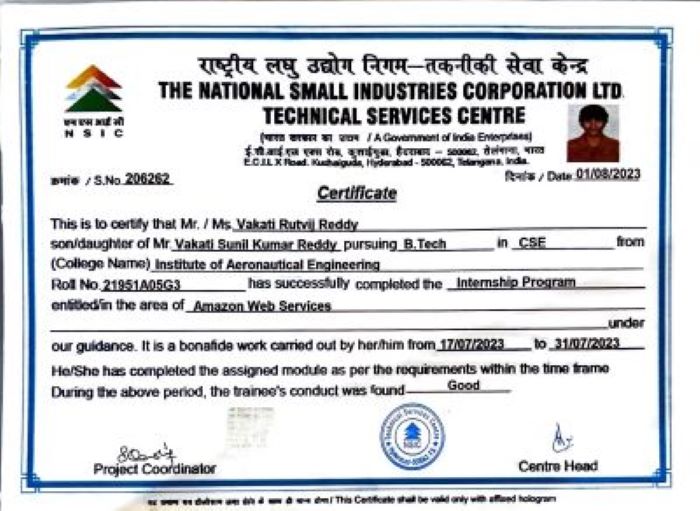 राष्ट्रीय लघु उद्योग निगम–तकनीकी सेवा केन्द्र
THE NATIONAL SMALL INDUSTRIES CORPORATION LTD.
TECHNICAL SERVICES CENTRE
एन एस आई सी
N S I C
(भारत सरकार का उद्यम / A Government of India Enterprises)
ई.सी.आई.एल एक्स रोड, कुशाईगुडा, हैदराबाद – 500062, तेलंगाना, भारत
E.C.I.L X Road. Kushaiguda, Hyderabad - 500062, Telangana, India.
क्रमांक / S.No. 206262
दिनांक / Date 01/08/2023
Certificate
This is to certify that Mr. / Ms. Vakati Rutvij Reddy
son/daughter of Mr. Vakati Sunil Kumar Reddy pursuing B.Tech in CSE from
(College Name) Institute of Aeronautical Engineering
Roll No. 21951A05G3 has successfully completed the Internship Program
entitled/in the area of Amazon Web Services
under
our guidance. It is a bonafide work carried out by her/him from 17/07/2023 to 31/07/2023
He/She has completed the assigned module as per the requirements within the time frame
During the above period, the trainee's conduct was found Good
Technical Services Centre
NSIC
Project Coordinator
Centre Head
This Certificate shall be valid only with affixed hologram